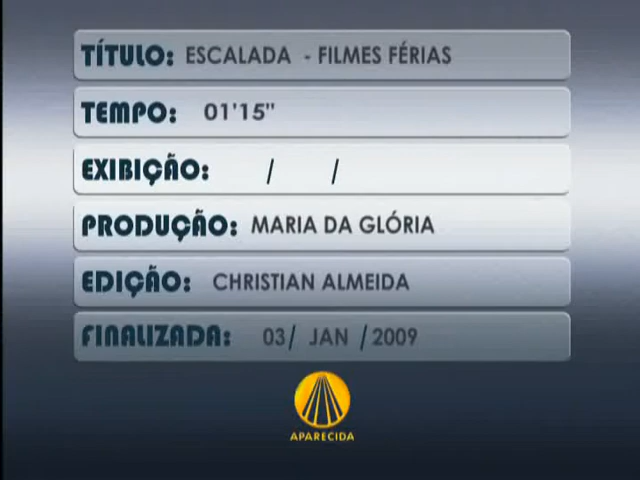 TÍTULO: ESCALADA - FILMES FÉRIAS
TEMPO: 01'15"
EXIBIÇÃO: / /
PRODUÇÃO: MARIA DA GLÓRIA
EDIÇÃO: CHRISTIAN ALMEIDA
FINALIZADA: 03/ JAN /2009
APARECIDA